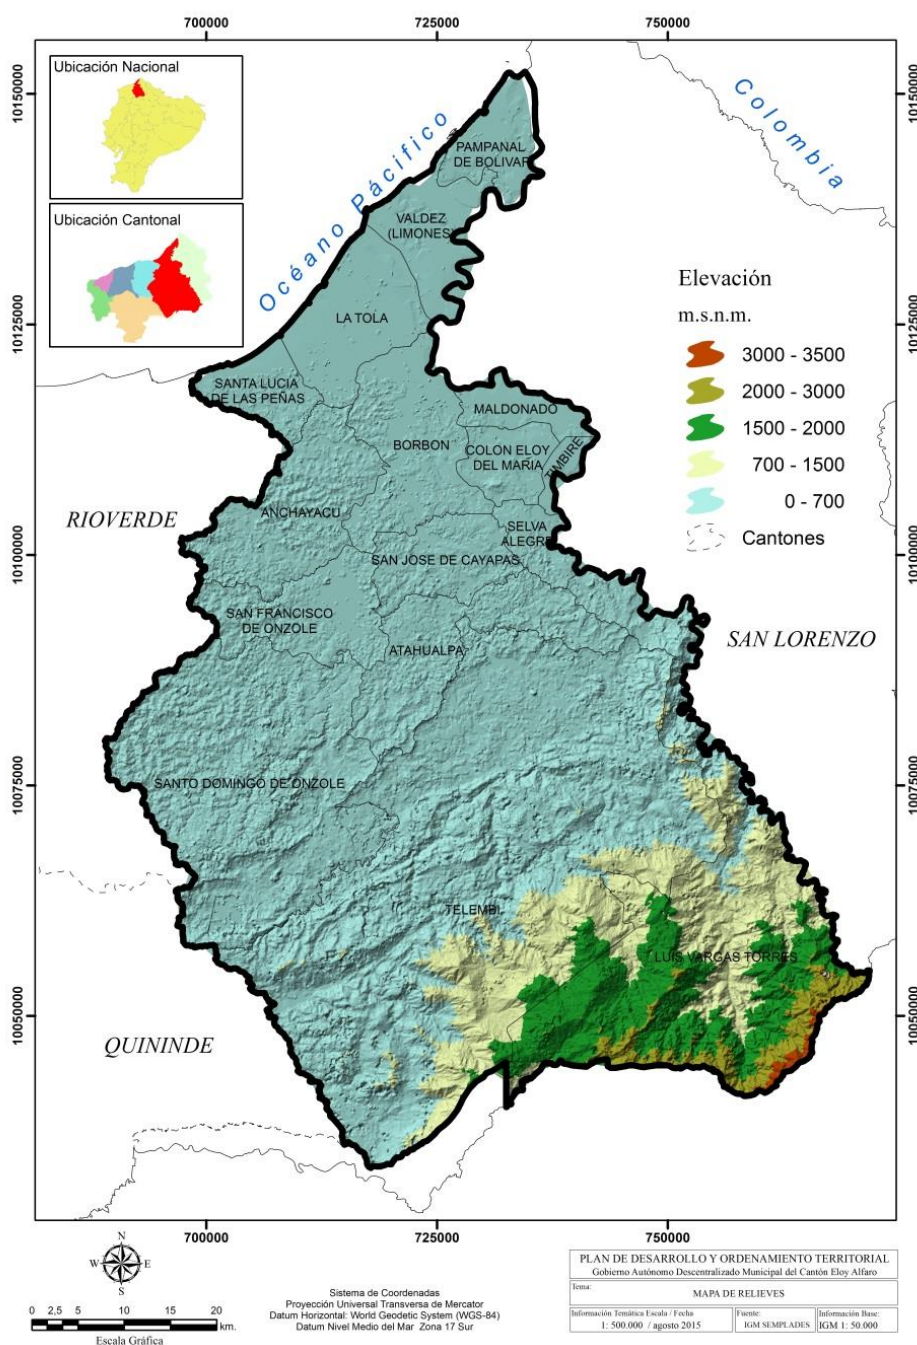 700000
725000
750000
Ubicación Nacional
Ubicación Cantonal
Océano Pácifico
Colombia
PAMPANAL
DE BOLIVAR
VALDEZ
(LIMONES)
LA TOLA
SANTA LUCIA
DE LAS PEÑAS
MALDONADO
BORBON
COLON ELOY
DEL MARIA
TIMBIRE
ANCHAYACU
SELVA
ALEGRE
SAN JOSE DE CAYAPAS
SAN FRANCISCO
DE ONZOLE
ATAHUALPA
SANTO DOMINGO DE ONZOLE
TELEMBI
LUIS VARGAS TORRES
RIOVERDE
SAN LORENZO
QUININDE
Elevación
m.s.n.m.
3000 - 3500
2000 - 3000
1500 - 2000
700 - 1500
0 - 700
Cantones
10150000
10125000
10100000
10075000
10050000
10150000
10125000
10100000
10075000
10050000
700000
725000
750000
N
W
E
S
0 2,5 5 10 15 20
km.
Escala Gráfica
Sistema de Coordenadas
Proyección Universal Transversa de Mercator
Datum Horizontal: World Geodetic System (WGS-84)
Datum Nivel Medio del Mar Zona 17 Sur
PLAN DE DESARROLLO Y ORDENAMIENTO TERRITORIAL
Gobierno Autónomo Descentralizado Municipal del Cantón Eloy Alfaro
Tema:
MAPA DE RELIEVES
Información Temática Escala / Fecha
1: 500.000 / agosto 2015
Fuente:
IGM SEMPLADES
Información Base:
IGM 1: 50.000